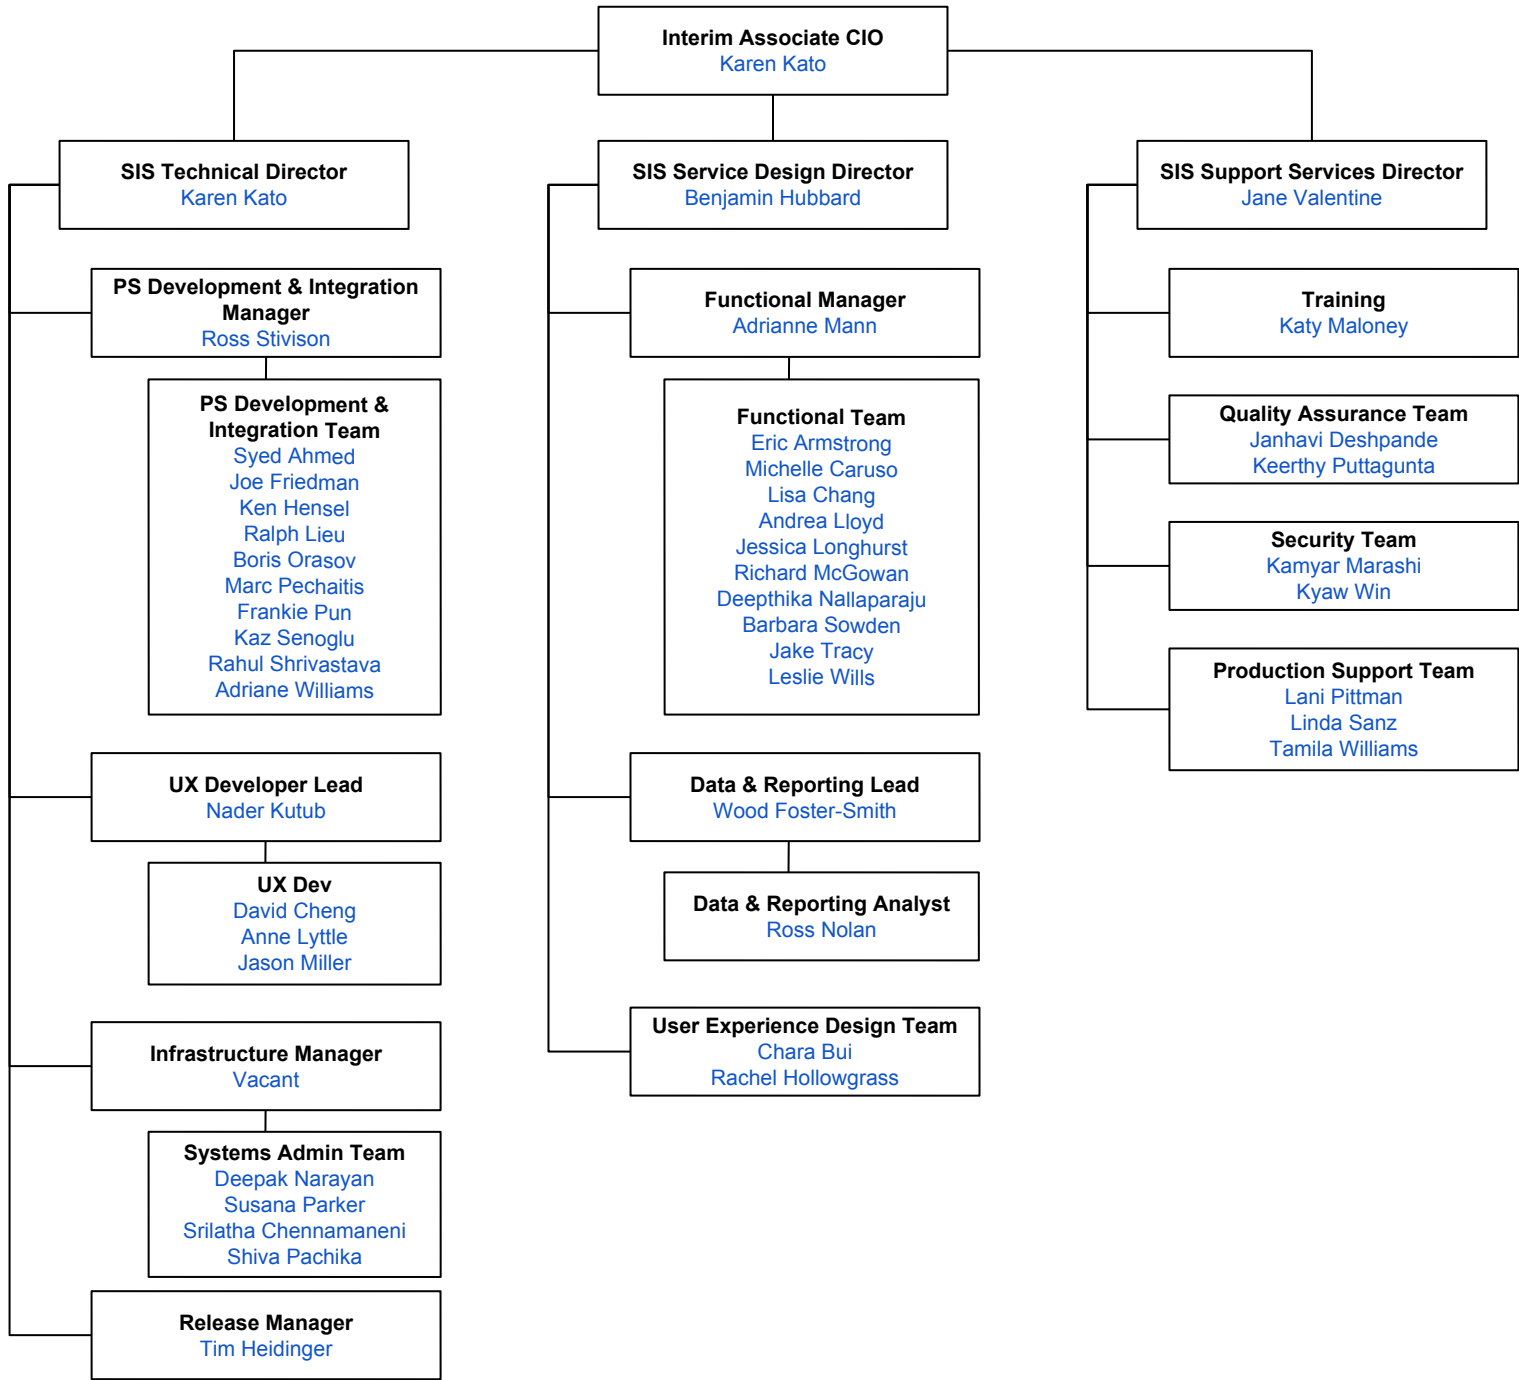 Interim Associate CIO
Karen Kato
SIS Technical Director
Karen Kato
PS Development & Integration
Manager
Ross Stivison
PS Development &
Integration Team
Syed Ahmed
Joe Friedman
Ken Hensel
Ralph Lieu
Boris Orasov
Marc Pechaitis
Frankie Pun
Kaz Senoglu
Rahul Shrivastava
Adriane Williams
UX Developer Lead
Nader Kutub
UX Dev
David Cheng
Anne Lyttle
Jason Miller
Infrastructure Manager
Vacant
Systems Admin Team
Deepak Narayan
Susana Parker
Srilatha Chennamaneni
Shiva Pachika
Release Manager
Tim Heidinger
SIS Service Design Director
Benjamin Hubbard
Functional Manager
Adrianne Mann
Functional Team
Eric Armstrong
Michelle Caruso
Lisa Chang
Andrea Lloyd
Jessica Longhurst
Richard McGowan
Deepthika Nallaparaju
Barbara Sowden
Jake Tracy
Leslie Wills
Data & Reporting Lead
Wood Foster-Smith
Data & Reporting Analyst
Ross Nolan
User Experience Design Team
Chara Bui
Rachel Hollowgrass
SIS Support Services Director
Jane Valentine
Training
Katy Maloney
Quality Assurance Team
Janhavi Deshpande
Keerthy Puttagunta
Security Team
Kamyar Marashi
Kyaw Win
Production Support Team
Lani Pittman
Linda Sanz
Tamila Williams